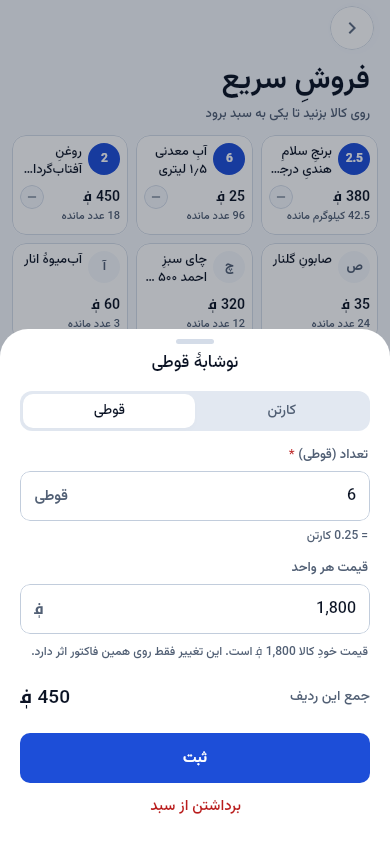 فروشِ سریع
روی کالا بزنید تا یکی به سبد برود
2.5
برنجِ سلامِ
هندیِ درج…
380 ؋
42.5 کیلوگرم مانده
6
آبِ معدنی
۱٫۵ لیتری
25 ؋
96 عدد مانده
2
روغنِ
آفتاب‌گردا…
450 ؋
18 عدد مانده
ص
صابونِ گلنار
35 ؋
24 عدد مانده
چ
چای سبزِ
احمد ۵۰۰ …
320 ؋
12 عدد مانده
آ
آب‌میوهٔ انار
60 ؋
3 عدد مانده
نوشابهٔ قوطی
کارتن
قوطی
تعداد (قوطی) *
6
قوطی
= 0.25 کارتن
قیمت هر واحد
1,800
؋
قیمت خودِ کالا 1,800 ؋ است. این تغییر فقط روی همین فاکتور اثر دارد.
جمع این ردیف
450 ؋
ثبت
برداشتن از سبد